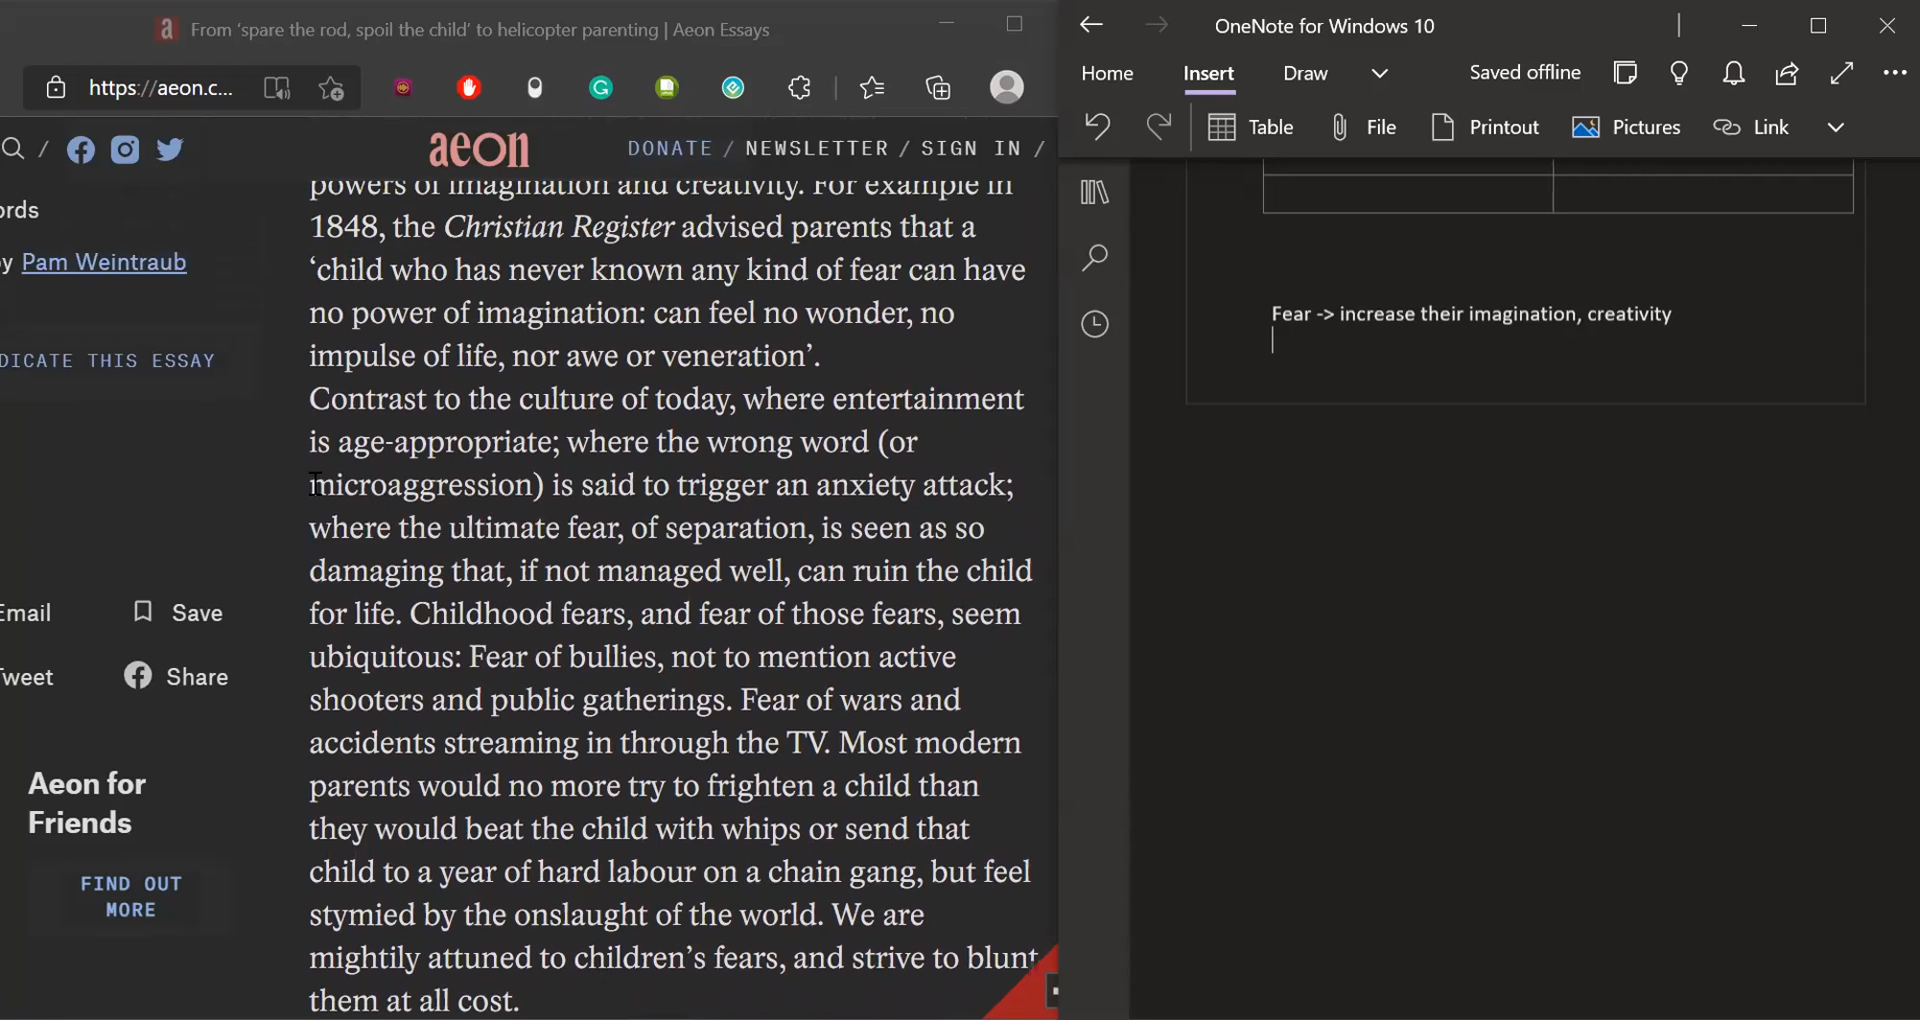 From ‘spare the rod, spoil the child’ to helicopter parenting | Aeon Essays
https://aeon.c...
aeon
DONATE / NEWSLETTER / SIGN IN /
ords
by Pam Weintraub
DICATE THIS ESSAY
Email
Save
Tweet
Share
Aeon for
Friends
FIND OUT
MORE
powers of imagination and creativity. For example in
1848, the Christian Register advised parents that a
‘child who has never known any kind of fear can have
no power of imagination: can feel no wonder, no
impulse of life, nor awe or veneration’.
Contrast to the culture of today, where entertainment
is age-appropriate; where the wrong word (or
microaggression) is said to trigger an anxiety attack;
where the ultimate fear, of separation, is seen as so
damaging that, if not managed well, can ruin the child
for life. Childhood fears, and fear of those fears, seem
ubiquitous: Fear of bullies, not to mention active
shooters and public gatherings. Fear of wars and
accidents streaming in through the TV. Most modern
parents would no more try to frighten a child than
they would beat the child with whips or send that
child to a year of hard labour on a chain gang, but feel
stymied by the onslaught of the world. We are
mightily attuned to children’s fears, and strive to blunt
them at all cost.
OneNote for Windows 10
Home Insert Draw
Saved offline
Table File Printout Pictures Link
Fear -> increase their imagination, creativity